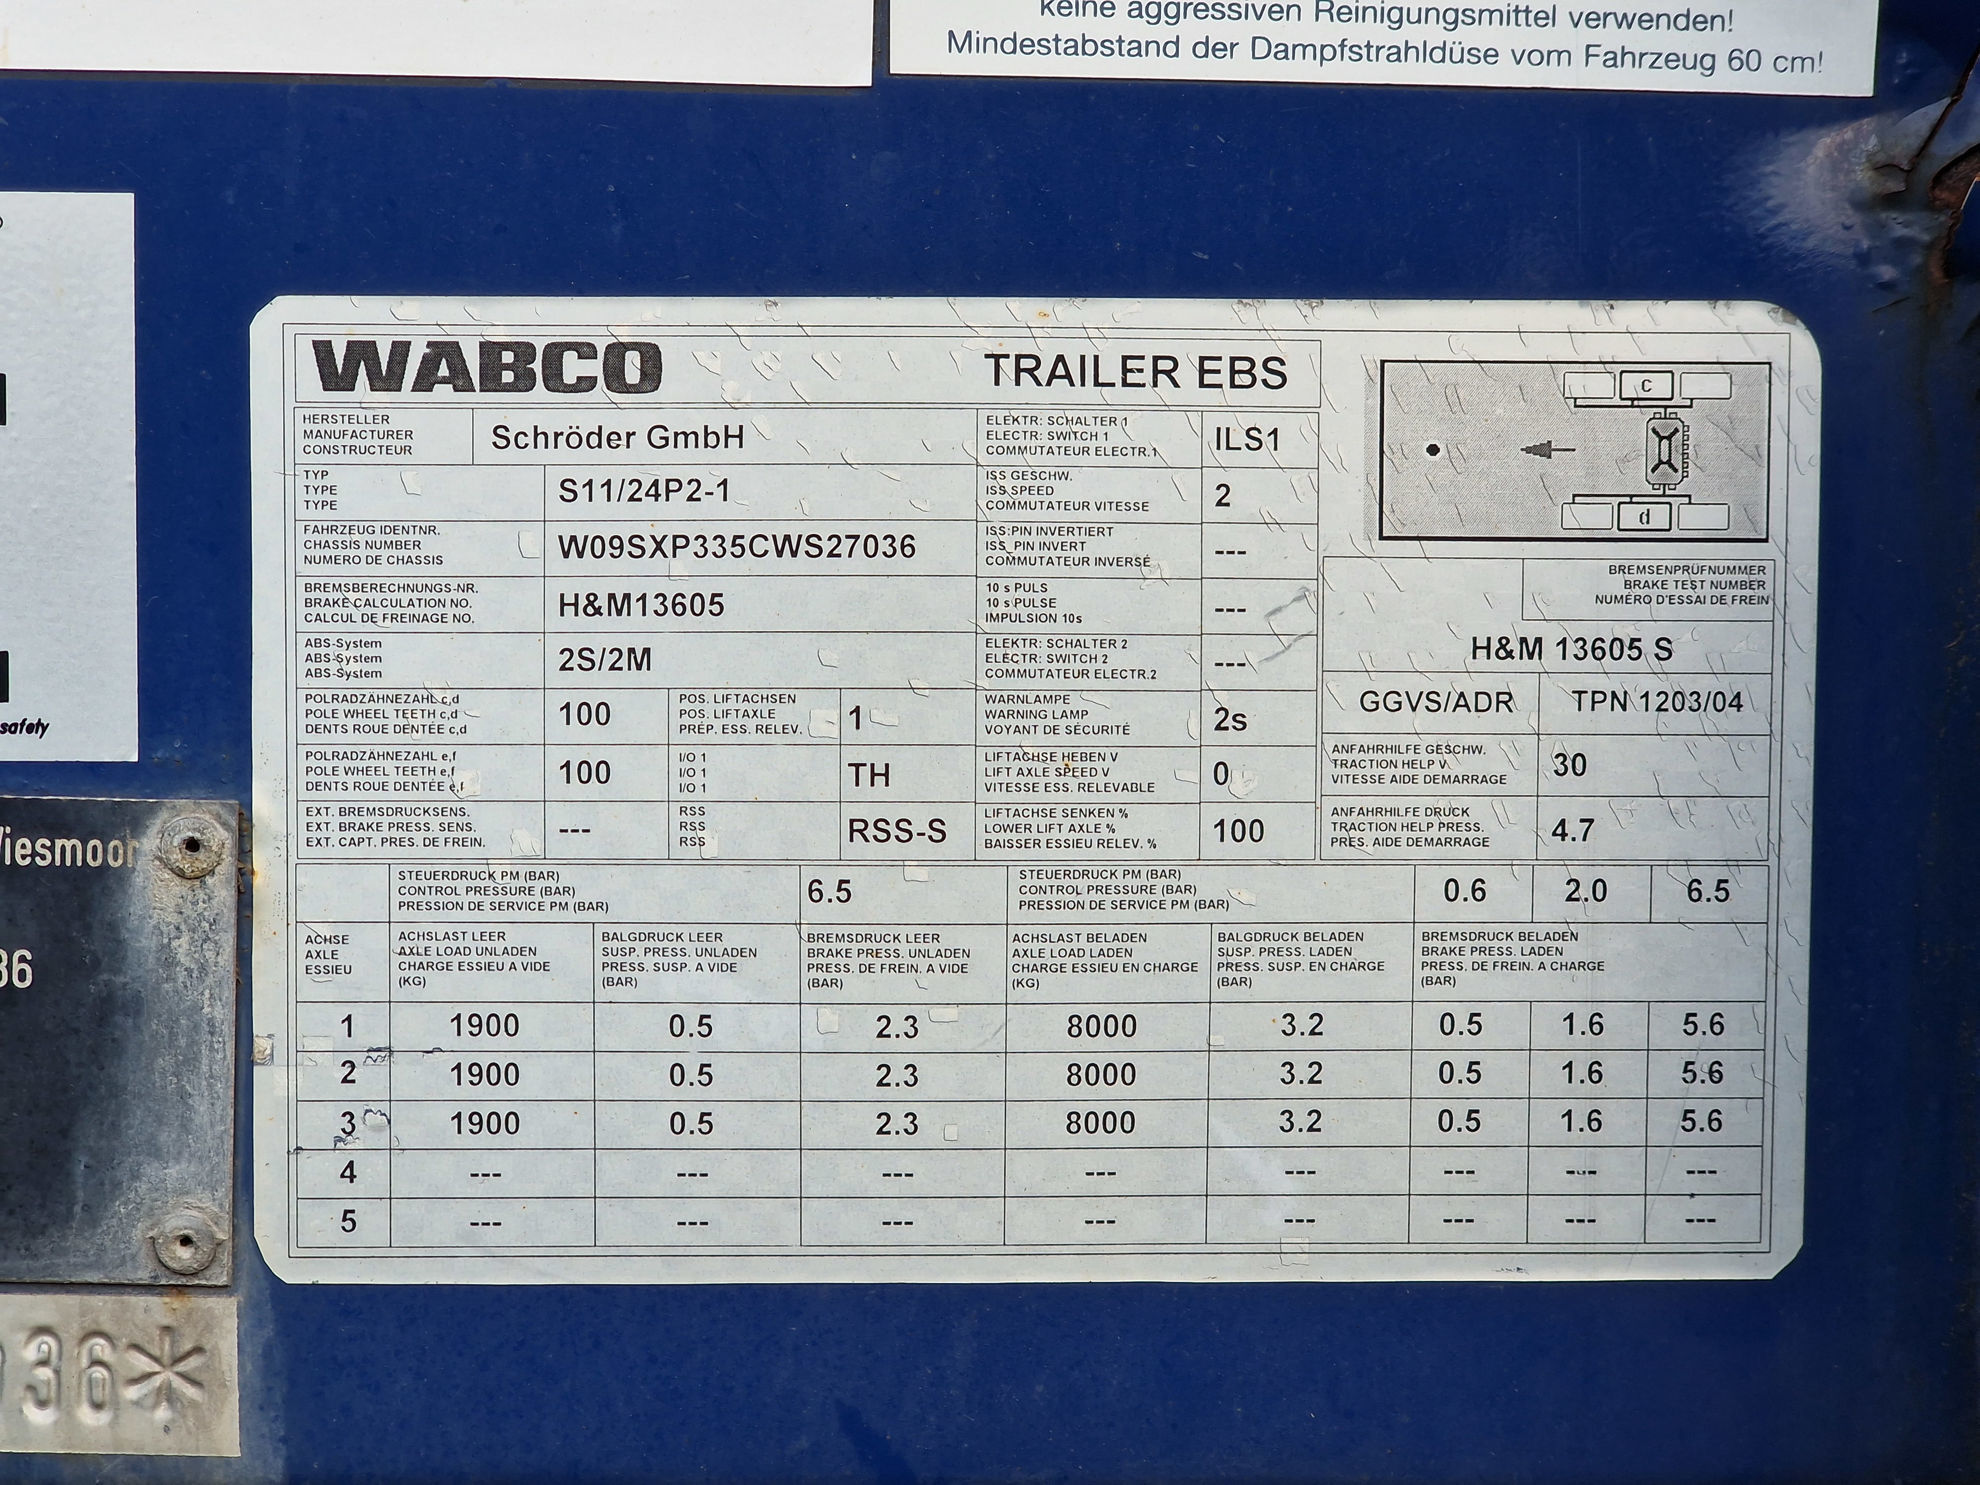 keine aggressiven Reinigungsmittel verwenden!
Mindestabstand der Dampfstrahldüse vom Fahrzeug 60 cm!
safety
36
36*
WABCO TRAILER EBS
c
d
HERSTELLER
MANUFACTURER
CONSTRUCTEUR
Schröder GmbH
TYP
TYPE
TYPE
S11/24P2-1
FAHRZEUG IDENTNR.
CHASSIS NUMBER
NUMERO DE CHASSIS
W09SXP335CWS27036
BREMSBERECHNUNGS-NR.
BRAKE CALCULATION NO.
CALCUL DE FREINAGE NO.
H&M13605
ABS-System
ABS-System
ABS-System
2S/2M
POLRADZÄHNEZAHL c,d
POLE WHEEL TEETH c,d
DENTS ROUE DENTÉE c,d
100
POS. LIFTACHSEN
POS. LIFTAXLE
PRÉP. ESS. RELEV.
1
POLRADZÄHNEZAHL e,f
POLE WHEEL TEETH e,f
DENTS ROUE DENTÉE e,f
100
I/O 1
I/O 1
I/O 1
TH
EXT. BREMSDRUCKSENS.
EXT. BRAKE PRESS. SENS.
EXT. CAPT. PRES. DE FREIN.
---
RSS
RSS
RSS
RSS-S
ELEKTR: SCHALTER 1
ELECTR: SWITCH 1
COMMUTATEUR ELECTR.1
ILS1
ISS GESCHW.
ISS SPEED
COMMUTATEUR VITESSE
2
ISS:PIN INVERTIERT
ISS_PIN INVERT
COMMUTATEUR INVERSÉ
---
10 s PULS
10 s PULSE
IMPULSION 10s
---
ELEKTR: SCHALTER 2
ELECTR: SWITCH 2
COMMUTATEUR ELECTR.2
---
WARNLAMPE
WARNING LAMP
VOYANT DE SÉCURITÉ
2s
LIFTACHSE HEBEN V
LIFT AXLE SPEED V
VITESSE ESS. RELEVABLE
0
LIFTACHSE SENKEN %
LOWER LIFT AXLE %
BAISSER ESSIEU RELEV. %
100
BREMSENPRÜFNUMMER
BRAKE TEST NUMBER
NUMÉRO D'ESSAI DE FREIN
H&M 13605 S
GGVS/ADR TPN 1203/04
ANFAHRHILFE GESCHW.
TRACTION HELP V
VITESSE AIDE DEMARRAGE
30
ANFAHRHILFE DRUCK
TRACTION HELP PRESS.
PRES. AIDE DEMARRAGE
4.7
STEUERDRUCK PM (BAR)
CONTROL PRESSURE (BAR)
PRESSION DE SERVICE PM (BAR)
6.5
STEUERDRUCK PM (BAR)
CONTROL PRESSURE (BAR)
PRESSION DE SERVICE PM (BAR)
0.6 2.0 6.5
ACHSE
AXLE
ESSIEU
ACHSLAST LEER
AXLE LOAD UNLADEN
CHARGE ESSIEU A VIDE
(KG)
BALGDRUCK LEER
SUSP. PRESS. UNLADEN
PRESS. SUSP. A VIDE
(BAR)
BREMSDRUCK LEER
BRAKE PRESS. UNLADEN
PRESS. DE FREIN. A VIDE
(BAR)
ACHSLAST BELADEN
AXLE LOAD LADEN
CHARGE ESSIEU EN CHARGE
(KG)
BALGDRUCK BELADEN
SUSP. PRESS. LADEN
PRESS. SUSP. EN CHARGE
(BAR)
BREMSDRUCK BELADEN
BRAKE PRESS. LADEN
PRESS. DE FREIN. A CHARGE
(BAR)
1 1900 0.5 2.3 8000 3.2 0.5 1.6 5.6
2 1900 0.5 2.3 8000 3.2 0.5 1.6 5.6
3 1900 0.5 2.3 8000 3.2 0.5 1.6 5.6
4 --- --- --- --- --- --- --- ---
5 --- --- --- --- --- --- --- ---